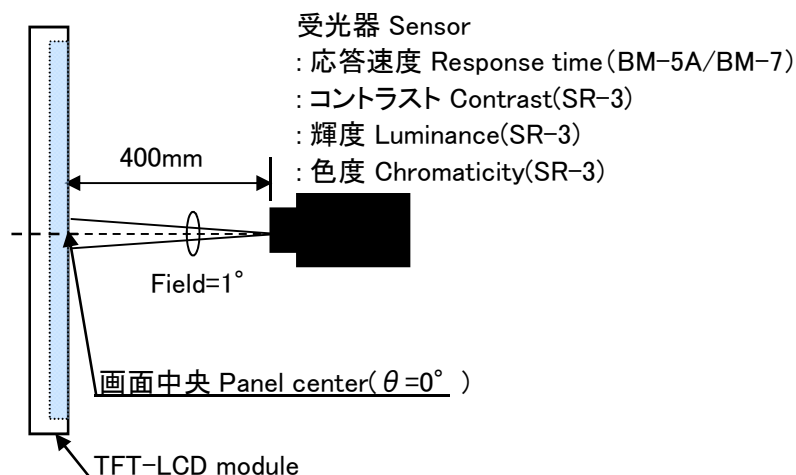 受光器 Sensor
: 応答速度 Response time(BM-5A/BM-7)
: コントラスト Contrast(SR-3)
: 輝度 Luminance(SR-3)
: 色度 Chromaticity(SR-3)
400mm
Field=1°
画面中央 Panel center( θ=0° )
TFT-LCD module